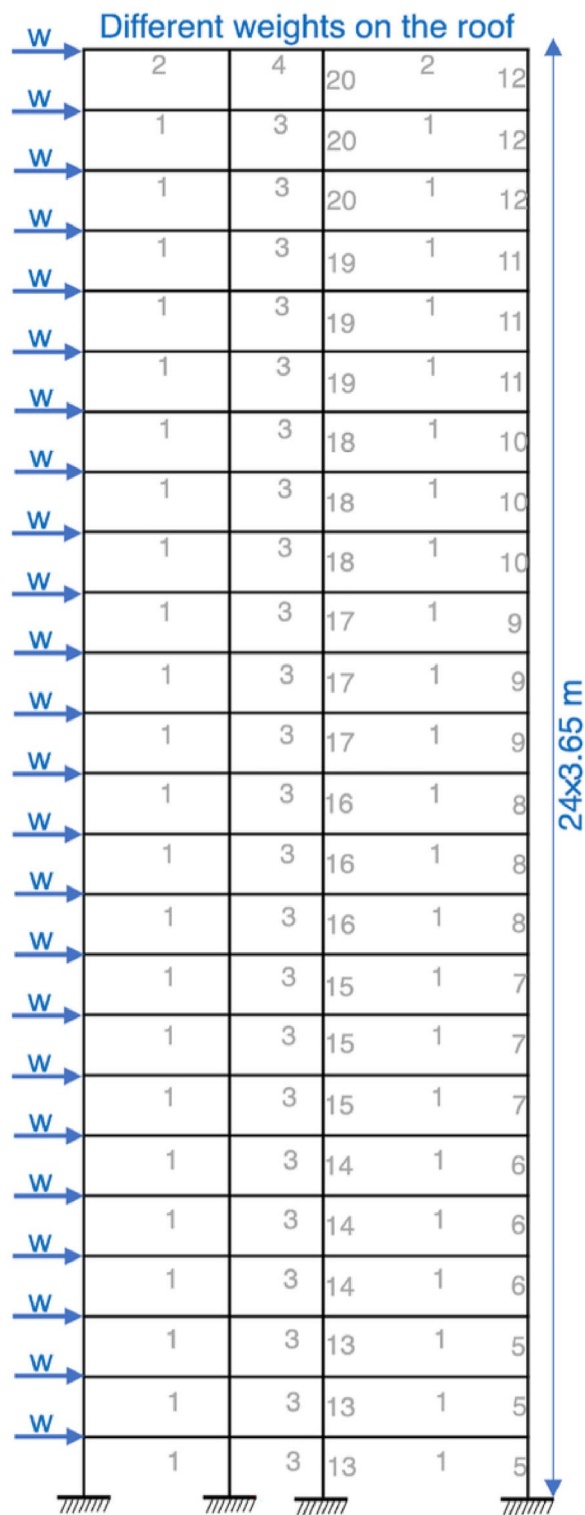 Different weights on the roof
W
2 4 20 2 12
W
1 3 20 1 12
W
1 3 20 1 12
W
1 3 19 1 11
W
1 3 19 1 11
W
1 3 19 1 11
W
1 3 18 1 10
W
1 3 18 1 10
W
1 3 18 1 10
W
1 3 17 1 9
W
1 3 17 1 9
W
1 3 17 1 9
W
1 3 16 1 8
W
1 3 16 1 8
W
1 3 16 1 8
W
1 3 15 1 7
W
1 3 15 1 7
W
1 3 15 1 7
W
1 3 14 1 6
W
1 3 14 1 6
W
1 3 14 1 6
W
1 3 13 1 5
W
1 3 13 1 5
W
1 3 13 1 5
24x3.65 m